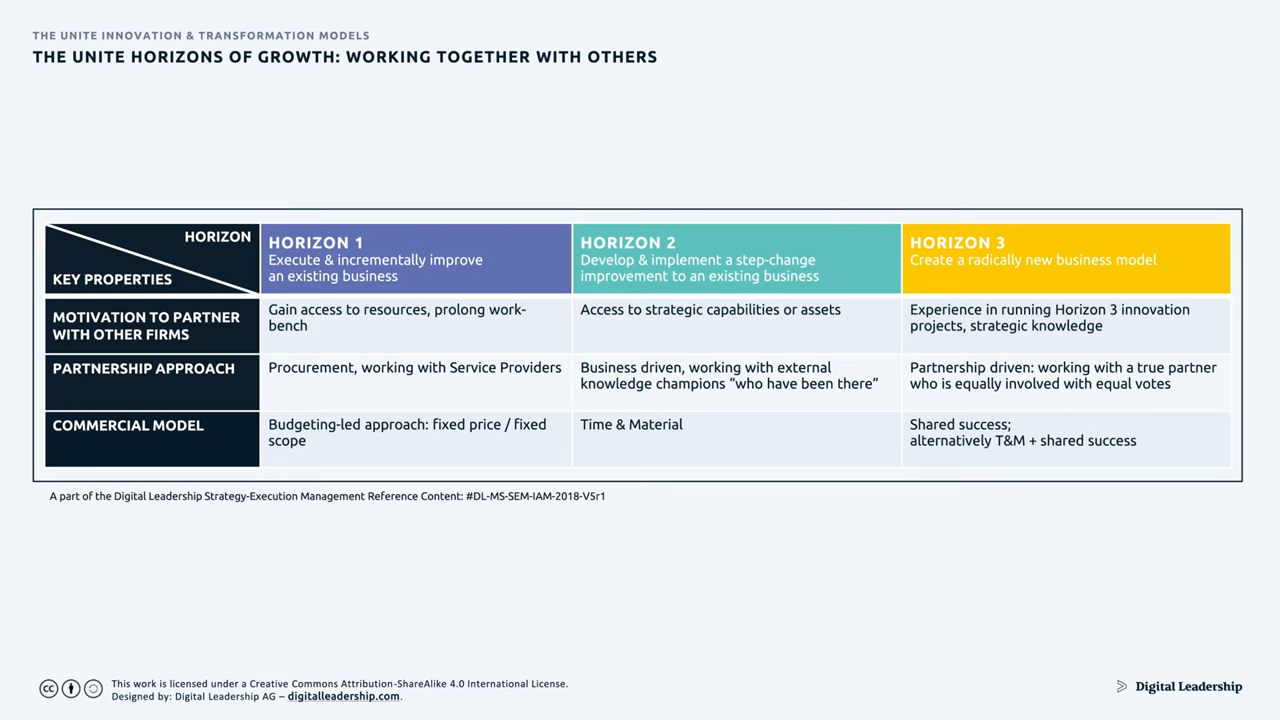 THE UNITE INNOVATION & TRANSFORMATION MODELS
THE UNITE HORIZONS OF GROWTH: WORKING TOGETHER WITH OTHERS
HORIZON
KEY PROPERTIES
HORIZON 1
Execute & incrementally improve
an existing business
HORIZON 2
Develop & implement a step-change
improvement to an existing business
HORIZON 3
Create a radically new business model
MOTIVATION TO PARTNER
WITH OTHER FIRMS
Gain access to resources, prolong work-
bench
Access to strategic capabilities or assets
Experience in running Horizon 3 innovation
projects, strategic knowledge
PARTNERSHIP APPROACH
Procurement, working with Service Providers
Business driven, working with external
knowledge champions “who have been there”
Partnership driven: working with a true partner
who is equally involved with equal votes
COMMERCIAL MODEL
Budgeting-led approach: fixed price / fixed
scope
Time & Material
Shared success;
alternatively T&M + shared success
A part of the Digital Leadership Strategy-Execution Management Reference Content: #DL-MS-SEM-IAM-2018-V5r1
cc
This work is licensed under a Creative Commons Attribution-ShareAlike 4.0 International License.
Designed by: Digital Leadership AG – digitalleadership.com.
Digital Leadership